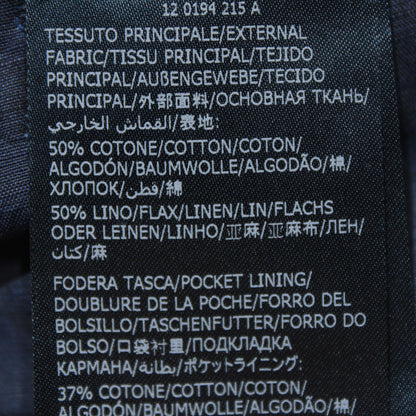 12 0194 215 A
TESSUTO PRINCIPALE/EXTERNAL
FABRIC/TISSU PRINCIPAL/TEJIDO
PRINCIPAL/AUßENGEWEBE/TECIDO
PRINCIPAL/外部面料/ОСНОВНАЯ ТКАНЬ/
القماش الخارجي/表地:
50% COTONE/COTTON/COTON/
ALGODÓN/BAUMWOLLE/ALGODÃO/棉/
ХЛОПОК/قطن/綿
50% LINO/FLAX/LINEN/LIN/FLACHS
ODER LEINEN/LINHO/亚麻/亚麻布/ЛЕН/
كتان/麻
FODERA TASCA/POCKET LINING/
DOUBLURE DE LA POCHE/FORRO DEL
BOLSILLO/TASCHENFUTTER/FORRO DO
BOLSO/口袋衬里/ПОДКЛАДКА
КАРМАНА/بطانة/ポケットライニング:
37% COTONE/COTTON/COTON/
ALGODÓN/BAUMWOLLE/ALGODÃO/棉/